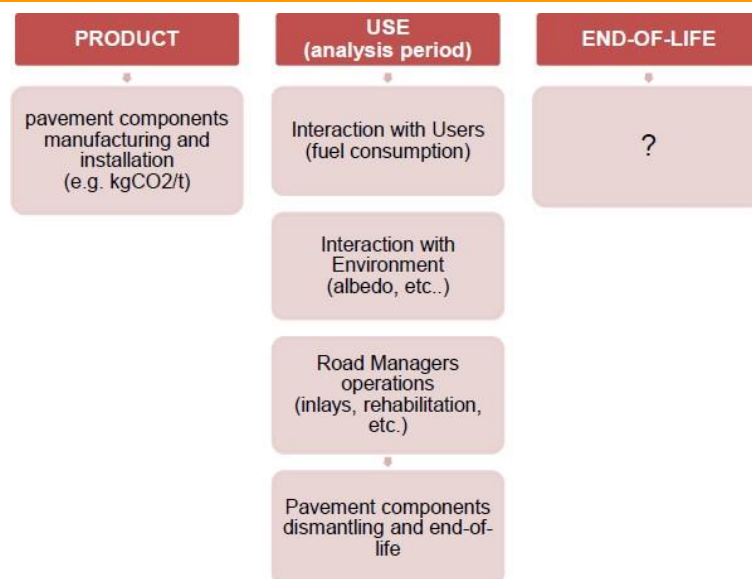 PRODUCT
pavement components
manufacturing and
installation
(e.g. kgCO2/t)
USE
(analysis period)
Interaction with Users
(fuel consumption)
Interaction with
Environment
(albedo, etc..)
Road Managers
operations
(inlays, rehabilitation,
etc.)
Pavement components
dismantling and end-of-
life
END-OF-LIFE
?